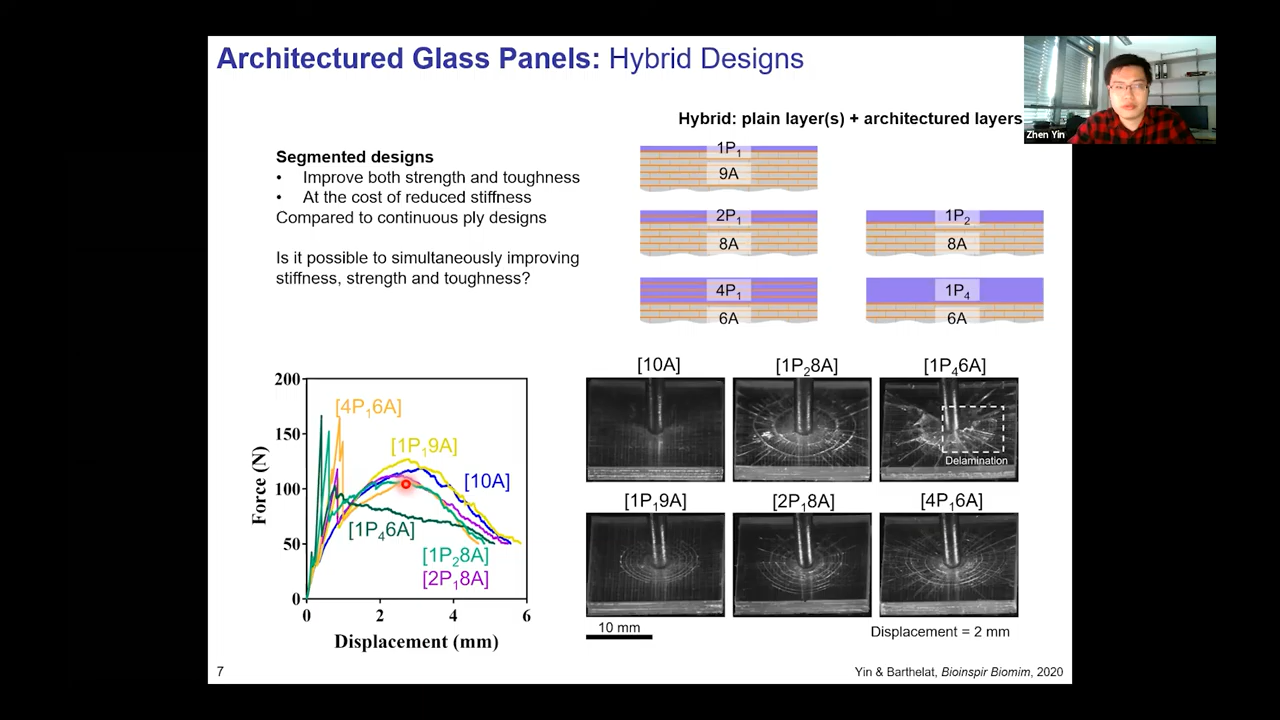 Architectured Glass Panels: Hybrid Designs
Zhen Yin
Hybrid: plain layer(s) + architectured layers
Segmented designs
• Improve both strength and toughness
• At the cost of reduced stiffness
Compared to continuous ply designs
Is it possible to simultaneously improving
stiffness, strength and toughness?
1P1
9A
2P1
8A
1P2
8A
4P1
6A
1P4
6A
200
150
100
50
0
0 2 4 6
Force (N)
Displacement (mm)
[4P16A]
[1P19A]
[10A]
[1P46A]
[1P28A]
[2P18A]
[10A] [1P28A] [1P46A]
Delamination
[1P19A] [2P18A] [4P16A]
10 mm
Displacement = 2 mm
7
Yin & Barthelat, Bioinspir Biomim, 2020